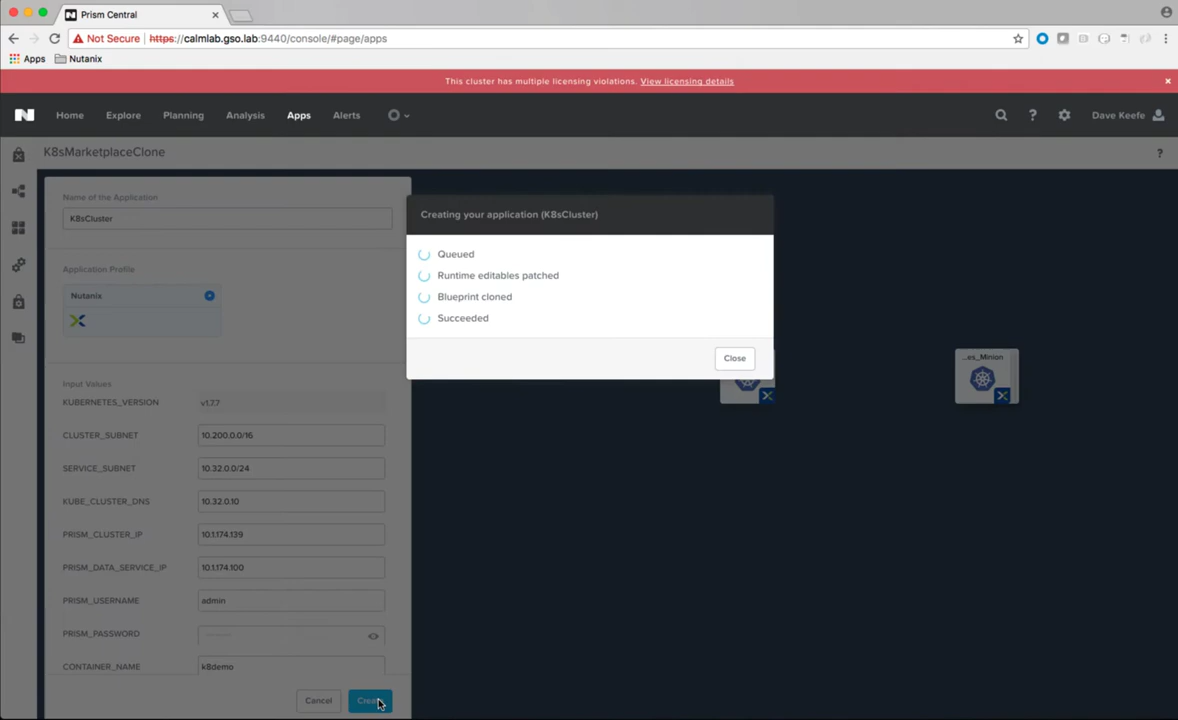 Prism Central
Not Secure https://calmlab.gso.lab:9440/console/#page/apps
Apps Nutanix
This cluster has multiple licensing violations. View licensing details
Home Explore Planning Analysis Apps Alerts Dave Keefe
K8sMarketplaceClone
?
Name of the Application
K8sCluster
Application Profile
Nutanix
Input Values
KUBERNETES_VERSION v1.7.7
CLUSTER_SUBNET 10.200.0.0/16
SERVICE_SUBNET 10.32.0.0/24
KUBE_CLUSTER_DNS 10.32.0.10
PRISM_CLUSTER_IP 10.1.174.139
PRISM_DATA_SERVICE_IP 10.1.174.100
PRISM_USERNAME admin
PRISM_PASSWORD
CONTAINER_NAME k8demo
Cancel Create
Creating your application (K8sCluster)
Queued
Runtime editables patched
Blueprint cloned
Succeeded
Close
...es_Minion